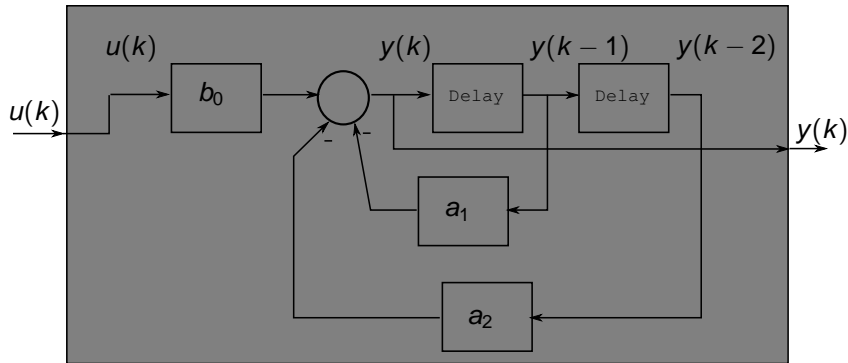 u(k) y(k) y(k − 1) y(k − 2)
u(k) b₀ Delay Delay y(k)
- -
a₁
a₂